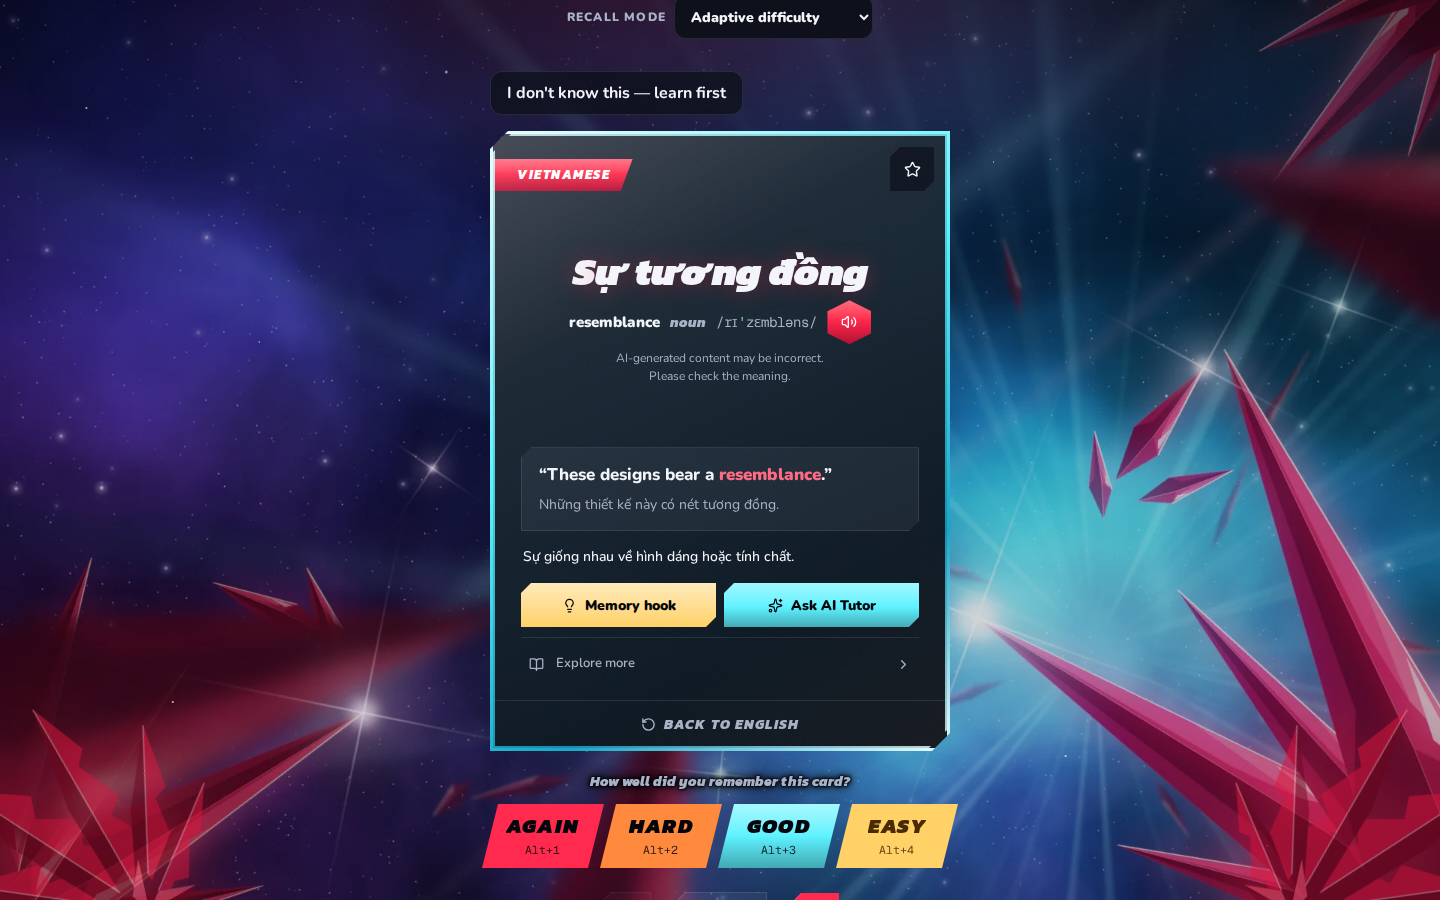 RECALL MODE Adaptive difficulty
I don't know this — learn first
VIETNAMESE
Sự tương đồng
resemblance noun /rɪˈzɛmbləns/
AI-generated content may be incorrect.
Please check the meaning.
“These designs bear a resemblance.”
Những thiết kế này có nét tương đồng.
Sự giống nhau về hình dáng hoặc tính chất.
Memory hook Ask AI Tutor
Explore more
BACK TO ENGLISH
How well did you remember this card?
AGAIN HARD GOOD EASY
Alt+1 Alt+2 Alt+3 Alt+4